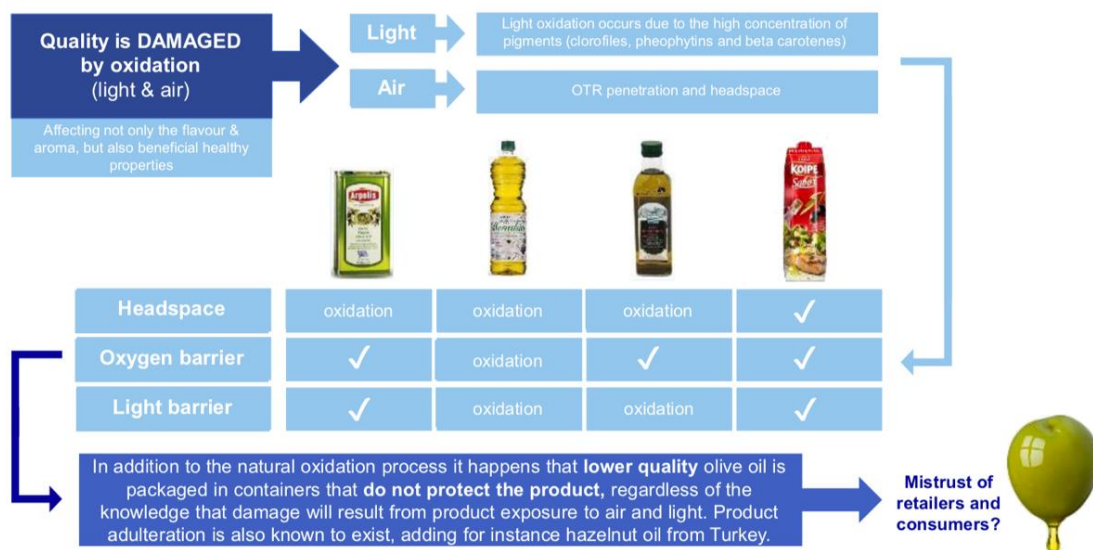 Quality is DAMAGED
by oxidation
(light & air)
Affecting not only the flavour &
aroma, but also beneficial healthy
properties
Light
Light oxidation occurs due to the high concentration of
pigments (clorofiles, pheophytins and beta carotenes)
Air
OTR penetration and headspace
KOIPE
Headspace
oxidation
oxidation
oxidation
✓
Oxygen barrier
✓
oxidation
✓
✓
Light barrier
✓
oxidation
oxidation
✓
In addition to the natural oxidation process it happens that lower quality olive oil is
packaged in containers that do not protect the product, regardless of the
knowledge that damage will result from product exposure to air and light. Product
adulteration is also known to exist, adding for instance hazelnut oil from Turkey.
Mistrust of
retailers and
consumers?